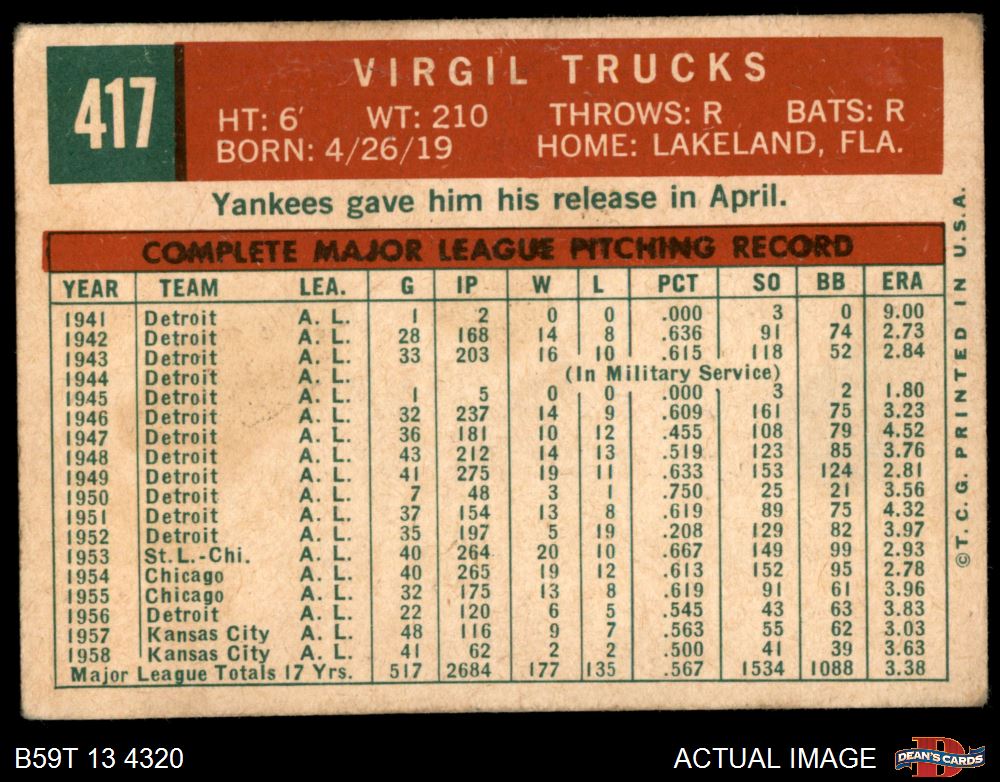 417
VIRGIL TRUCKS
HT: 6' WT: 210 THROWS: R BATS: R
BORN: 4/26/19 HOME: LAKELAND, FLA.
Yankees gave him his release in April.
COMPLETE MAJOR LEAGUE PITCHING RECORD
YEAR TEAM LEA. G IP W L PCT SO BB ERA
1941 Detroit A. L. 1 2 0 0 .000 3 0 9.00
1942 Detroit A. L. 28 168 14 8 .636 91 74 2.73
1943 Detroit A. L. 33 203 16 10 .615 118 52 2.84
1944 Detroit A. L. (In Military Service)
1945 Detroit A. L. 1 5 0 0 .000 3 2 1.80
1946 Detroit A. L. 32 237 14 9 .609 161 75 3.23
1947 Detroit A. L. 36 181 10 12 .455 108 79 4.52
1948 Detroit A. L. 43 212 14 13 .519 123 85 3.76
1949 Detroit A. L. 41 275 19 11 .633 153 124 2.81
1950 Detroit A. L. 7 48 3 1 .750 25 21 3.56
1951 Detroit A. L. 37 154 13 8 .619 89 75 4.32
1952 Detroit A. L. 35 197 5 19 .208 129 82 3.97
1953 St. L.-Chi. A. L. 40 264 20 10 .667 149 99 2.93
1954 Chicago A. L. 40 265 19 12 .613 152 95 2.78
1955 Chicago A. L. 32 175 13 8 .619 91 61 3.96
1956 Detroit A. L. 22 120 6 5 .545 43 63 3.83
1957 Kansas City A. L. 48 116 9 7 .563 55 62 3.03
1958 Kansas City A. L. 41 62 2 2 .500 41 39 3.63
Major League Totals 17 Yrs. 517 2684 177 135 .567 1534 1088 3.38
©T.C.G. PRINTED IN U.S.A.
B59T 13 4320
ACTUAL IMAGE
DEAN'S CARDS